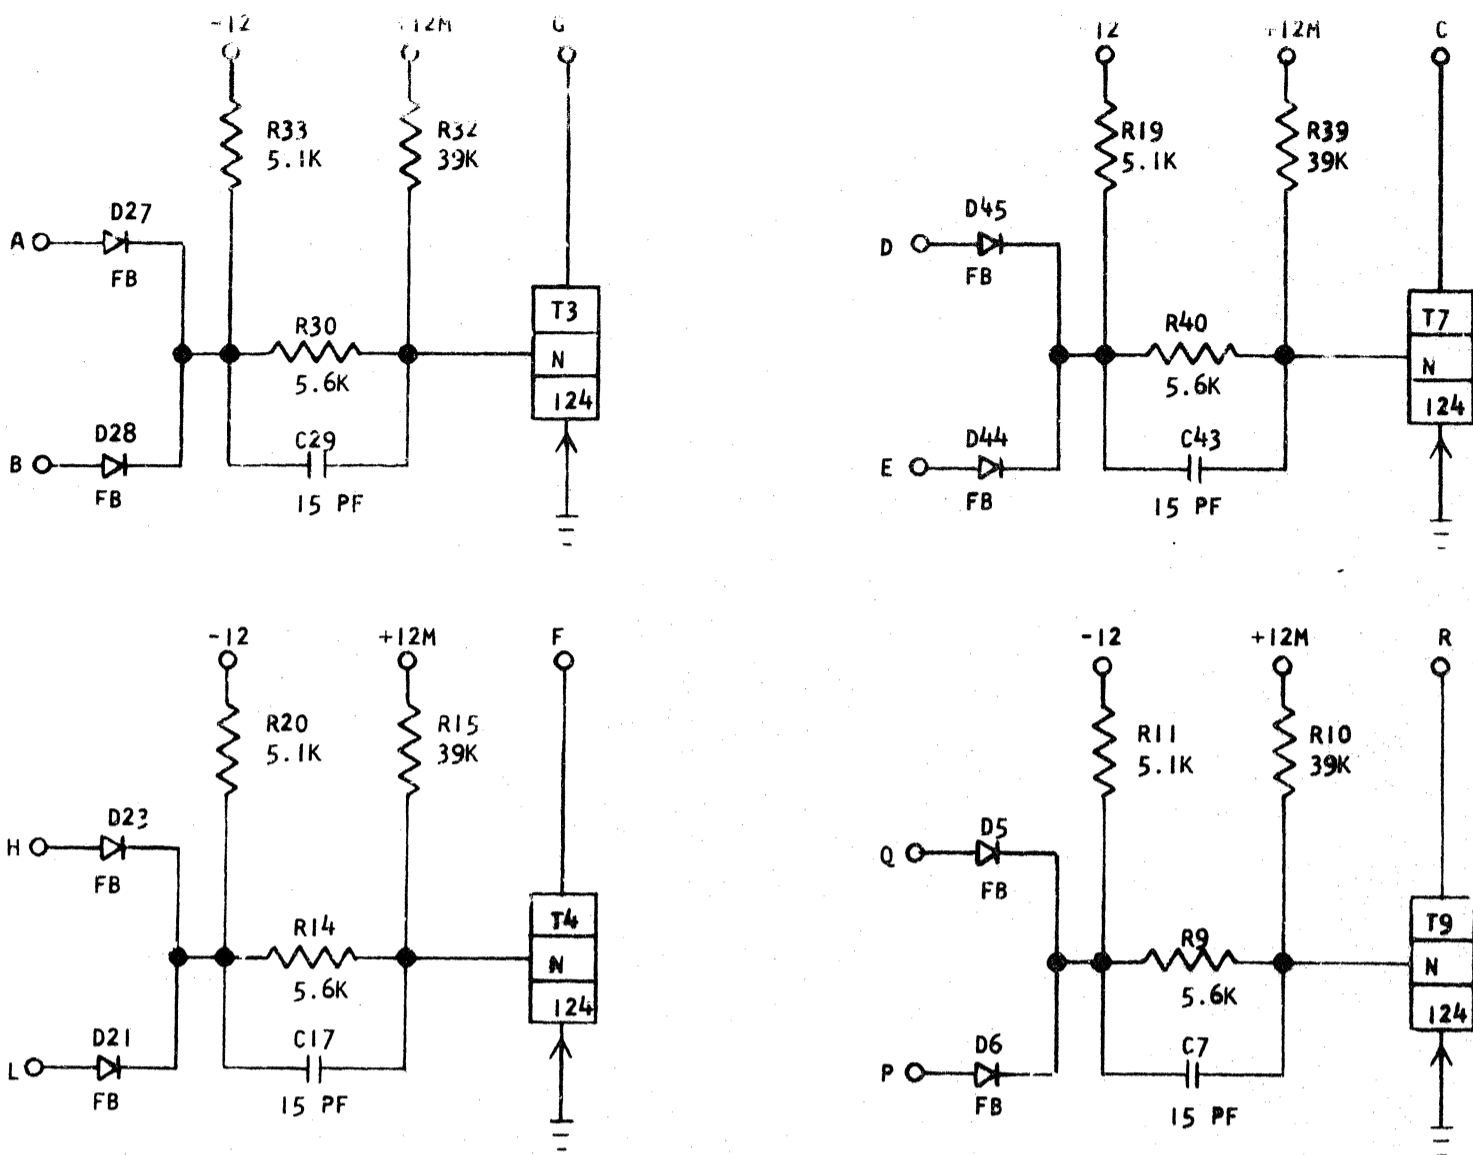 -12
+12M
G
R33
5.1K
R32
39K
A
D27
FB
T3
N
124
R30
5.6K
B
D28
FB
C29
15 PF
-12
+12M
C
R19
5.1K
R39
39K
D
D45
FB
T7
N
124
R40
5.6K
E
D44
FB
C43
15 PF
-12
+12M
F
R20
5.1K
R15
39K
H
D23
FB
T4
N
124
R14
5.6K
L
D21
FB
C17
15 PF
-12
+12M
R
R11
5.1K
R10
39K
Q
D5
FB
T9
N
124
R9
5.6K
P
D6
FB
C7
15 PF